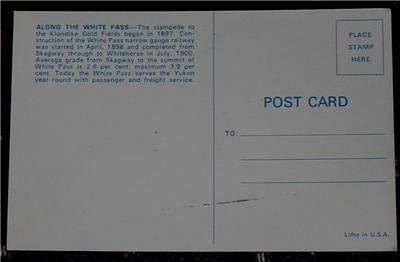 ALONG THE WHITE PASS—The stampede to
the Klondike Gold Fields began in 1897. Con-
struction of the White Pass narrow gauge railway
was started in April, 1898 and completed from
Skagway through to Whitehorse in July, 1900.
Average grade from Skagway to the summit of
White Pass is 2.6 per cent; maximum 3.9 per
cent. Today the White Pass serves the Yukon
year round with passenger and freight service.
PLACE
STAMP
HERE
POST CARD
TO:
Litho in U.S.A.